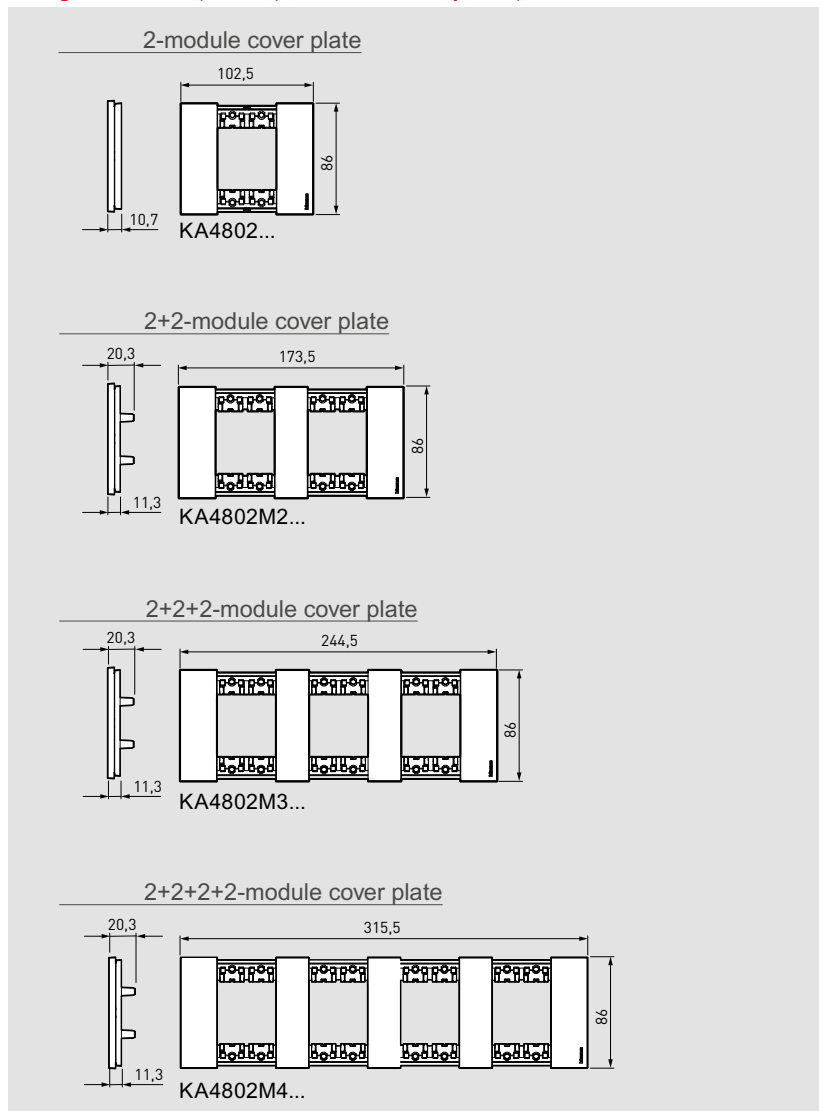 2-module cover plate
102,5
86
10,7
KA4802...
2+2-module cover plate
20,3
173,5
86
11,3
KA4802M2...
2+2+2-module cover plate
20,3
244,5
86
11,3
KA4802M3...
2+2+2+2-module cover plate
20,3
315,5
86
11,3
KA4802M4...